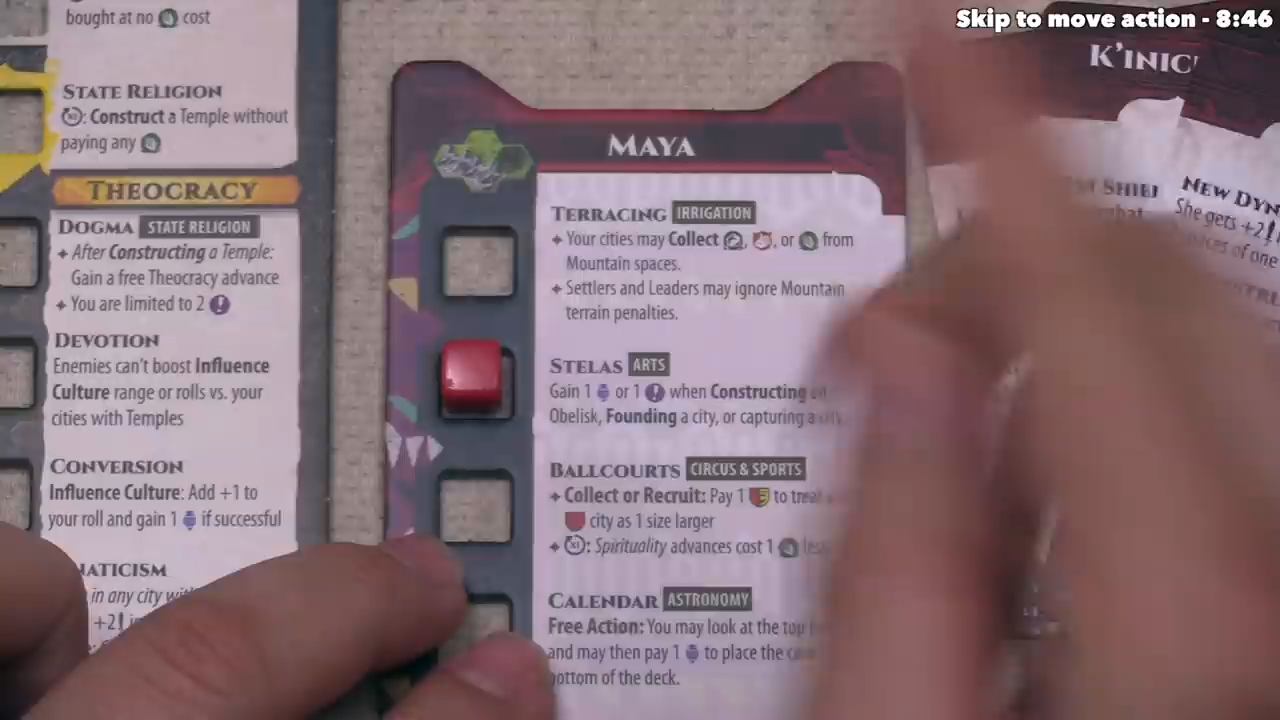 Skip to move action - 8:46
bought at no cost
STATE RELIGION
: Construct a Temple without
paying any
THEOCRACY
DOGMA STATE RELIGION
After Constructing a Temple:
Gain a free Theocracy advance
You are limited to 2
DEVOTION
Enemies can't boost Influence
Culture range or rolls vs. your
cities with Temples
CONVERSION
Influence Culture: Add +1 to
your roll and gain 1 if successful
in any city
+2
MAYA
TERRACING IRRIGATION
Your cities may Collect , , or from
Mountain spaces.
Settlers and Leaders may ignore Mountain
terrain penalties.
STELAS ARTS
Gain 1 or 1 when Constructing
Obelisk, Founding a city, or capturing a
BALLCOURTS CIRCUS & SPORTS
Collect or Recruit: Pay 1 to treat
city as 1 size larger
: Spirituality advances cost 1
CALENDAR ASTRONOMY
Free Action: You may look at the top
and may then pay 1 to place the
bottom of the deck.
K'INIC
NEW DYN
She gets +2
of one